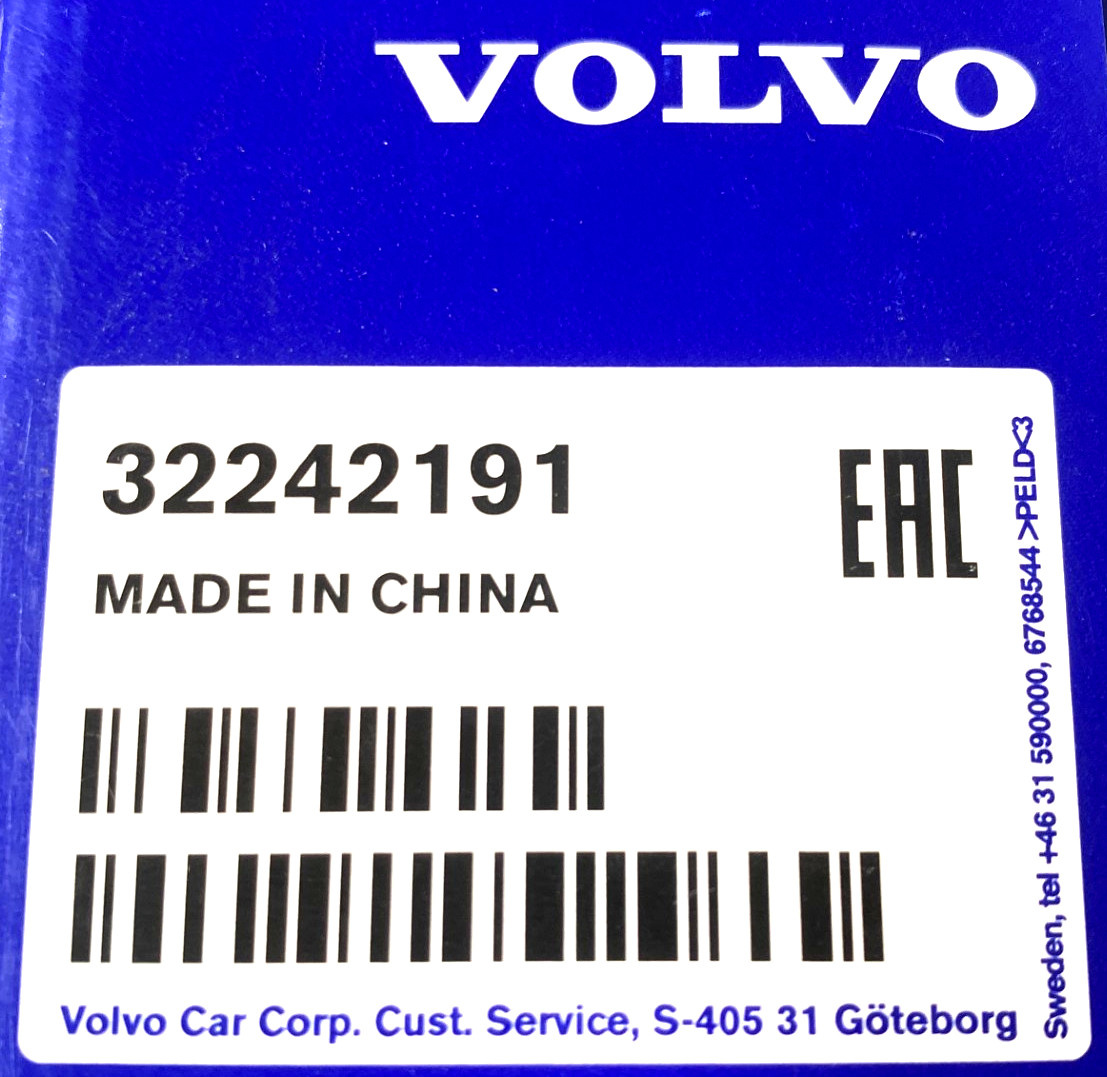 VOLVO
32242191
EAC
MADE IN CHINA
Volvo Car Corp. Cust. Service, S-405 31 Göteborg
Sweden, tel +46 31 590000, 6768544 >PELD<3